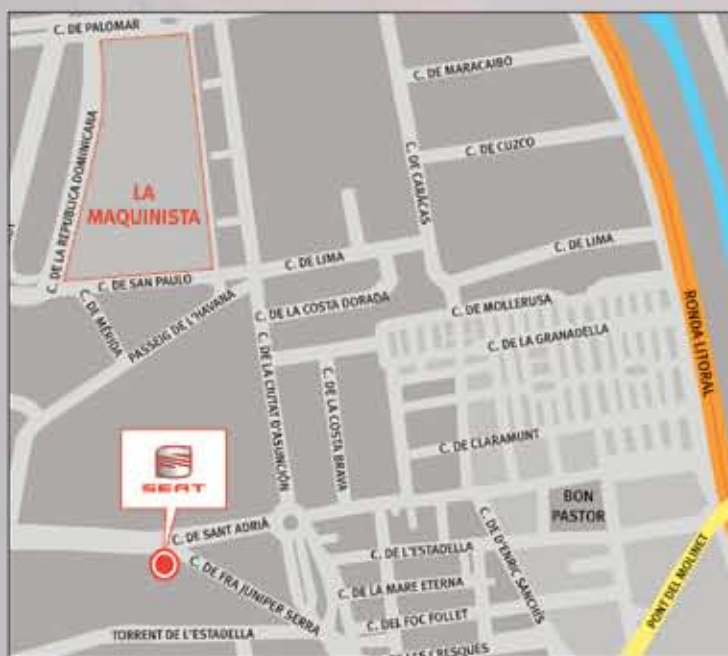 C. DE PALOMAR
C. DE MARACAIBO
C. DE CUZCO
C. DE CARACAS
C. DE LA REPUBLICA DOMINICANA
LA
MAQUINISTA
C. DE LIMA
C. DE LIMA
C. DE SAN PAULO
C. DE MÉRIDA
PASSEIG DE L'HAVANA
C. DE LA COSTA DORADA
C. DE MOLLERUSA
RONDA LITORAL
C. DE LA GRANADELLA
C. DE LA CIUTAT D'ASUNCIÓN
C. DE LA COSTA BRAVA
C. DE CLARAMUNT
SEAT
BON
PASTOR
C. DE SANT ADRIÀ
C. DE L'ESTADELLA
C. DE D'ENRIC SANCHÍS
C. DE FRA JUNIPER SERRA
C. DE LA MARE ETERNA
PONT DEL MOLINET
C. DEL FOC FOLLET
TORRENT DE L'ESTADELLA
CRESQUES